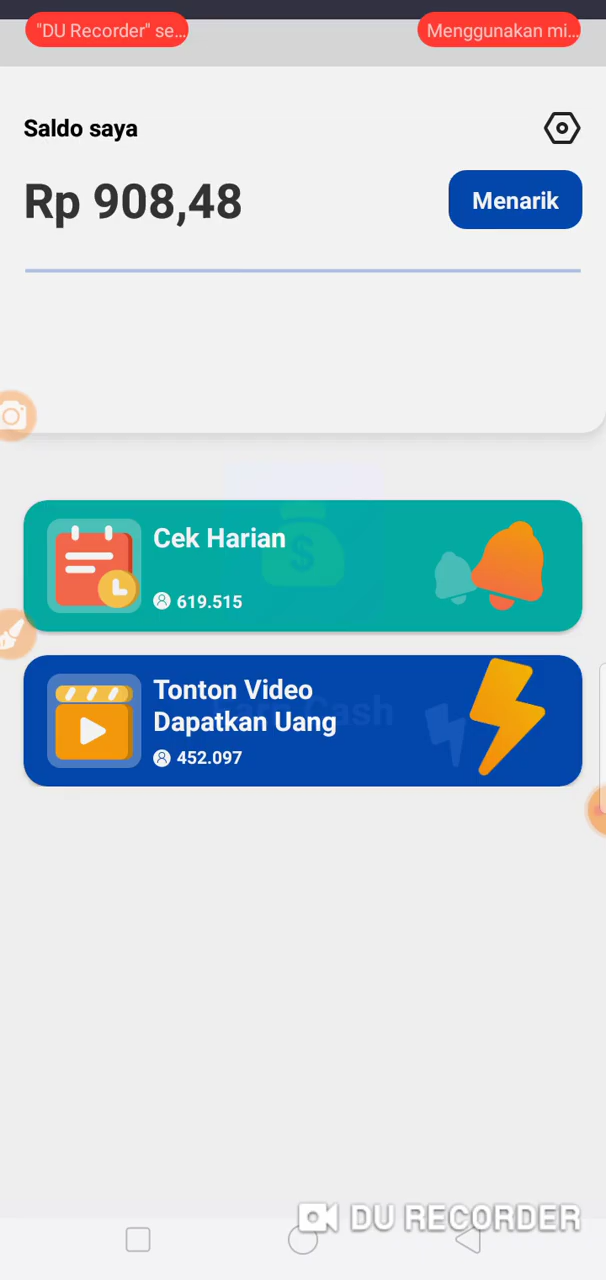 "DU Recorder" se...
Menggunakan mi...
Saldo saya
Rp 908,48
Menarik
Cek Harian
619.515
Tonton Video
Dapatkan Uang
452.097
DU RECORDER